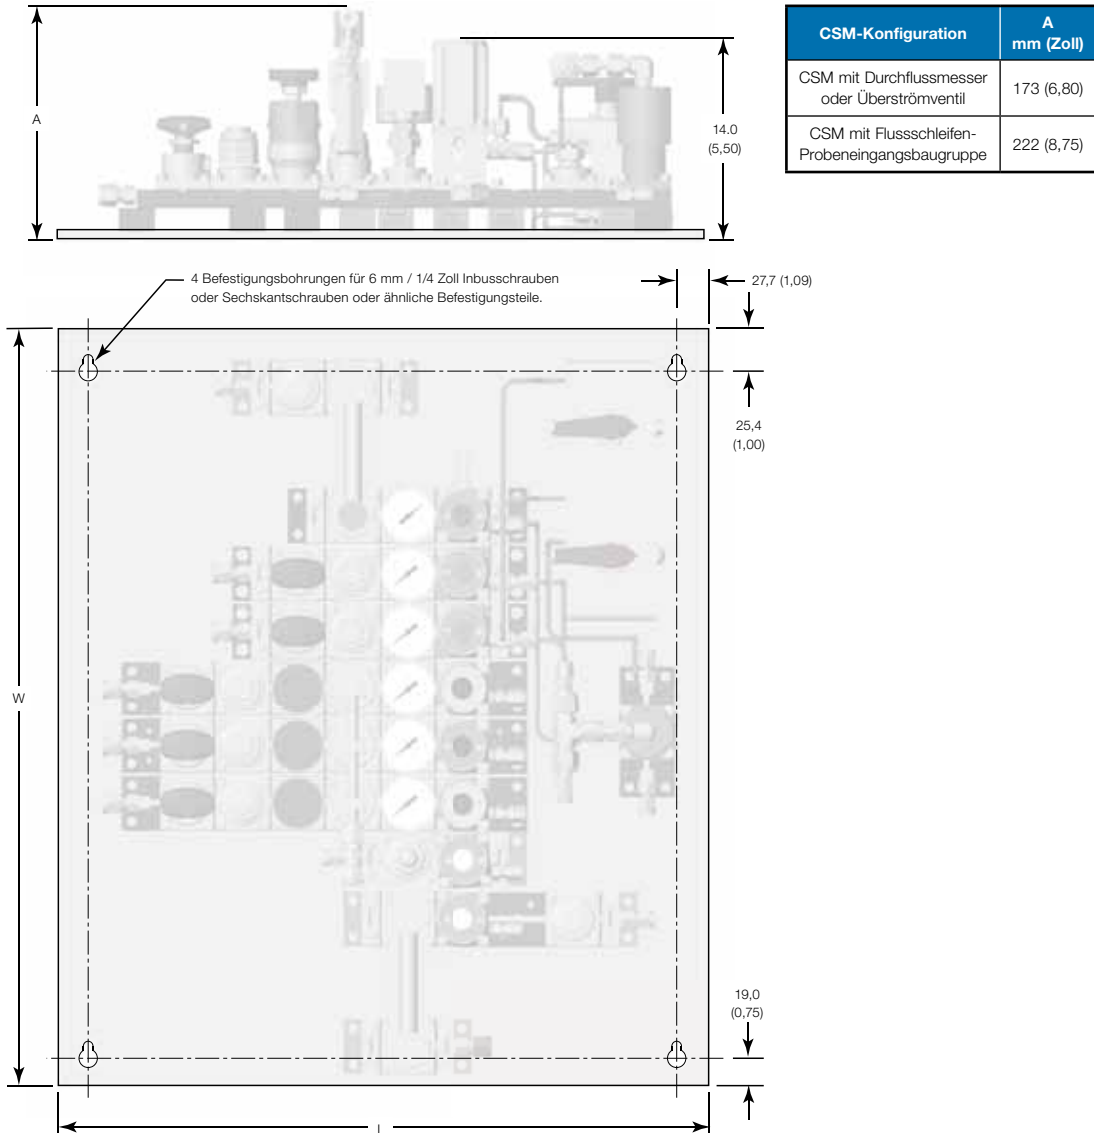 CSM-Konfiguration
A
mm (Zoll)
CSM mit Durchflussmesser
oder Überströmventil
173 (6,80)
CSM mit Flussschleifen-
Probeneingangsbaugruppe
222 (8,75)
A
14.0
(5,50)
4 Befestigungsbohrungen für 6 mm / 1/4 Zoll Inbusschrauben
oder Sechskantschrauben oder ähnliche Befestigungsteile.
27,7 (1,09)
25,4
(1,00)
W
19,0
(0,75)
L